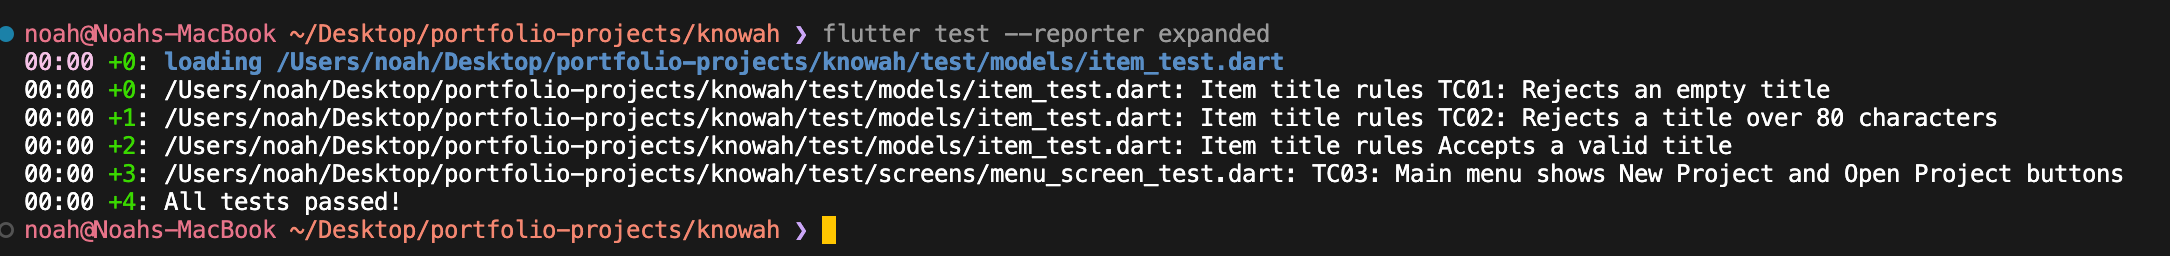 noah@Noahs-MacBook ~/Desktop/portfolio-projects/knowah ❯ flutter test --reporter expanded
00:00 +0: loading /Users/noah/Desktop/portfolio-projects/knowah/test/models/item_test.dart
00:00 +0: /Users/noah/Desktop/portfolio-projects/knowah/test/models/item_test.dart: Item title rules TC01: Rejects an empty title
00:00 +1: /Users/noah/Desktop/portfolio-projects/knowah/test/models/item_test.dart: Item title rules TC02: Rejects a title over 80 characters
00:00 +2: /Users/noah/Desktop/portfolio-projects/knowah/test/models/item_test.dart: Item title rules Accepts a valid title
00:00 +3: /Users/noah/Desktop/portfolio-projects/knowah/test/screens/menu_screen_test.dart: TC03: Main menu shows New Project and Open Project buttons
00:00 +4: All tests passed!
noah@Noahs-MacBook ~/Desktop/portfolio-projects/knowah ❯